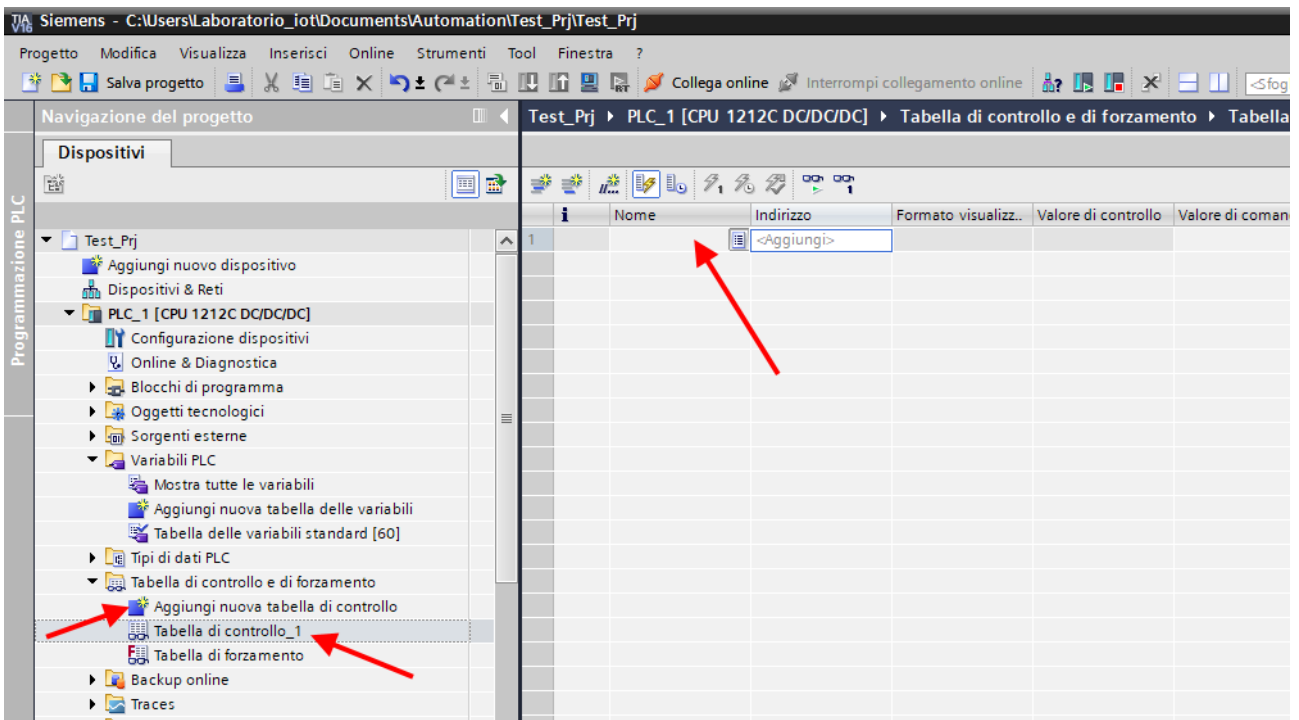 TIA V16 Siemens - C:\Users\Laboratorio_iot\Documents\Automation\Test_Prj\Test_Prj
Progetto Modifica Visualizza Inserisci Online Strumenti Tool Finestra ?
Salva progetto Collega online Interrompi collegamento online <Sfog
Navigazione del progetto
Test_Prj PLC_1 [CPU 1212C DC/DC/DC] Tabella di controllo e di forzamento Tabella
Dispositivi
Programmazione PLC
i Nome Indirizzo Formato visualizz.. Valore di controllo Valore di coman
1 <Aggiungi>
Test_Prj
Aggiungi nuovo dispositivo
Dispositivi & Reti
PLC_1 [CPU 1212C DC/DC/DC]
Configurazione dispositivi
Online & Diagnostica
Blocchi di programma
Oggetti tecnologici
Sorgenti esterne
Variabili PLC
Mostra tutte le variabili
Aggiungi nuova tabella delle variabili
Tabella delle variabili standard [60]
Tipi di dati PLC
Tabella di controllo e di forzamento
Aggiungi nuova tabella di controllo
Tabella di controllo_1
Tabella di forzamento
Backup online
Traces